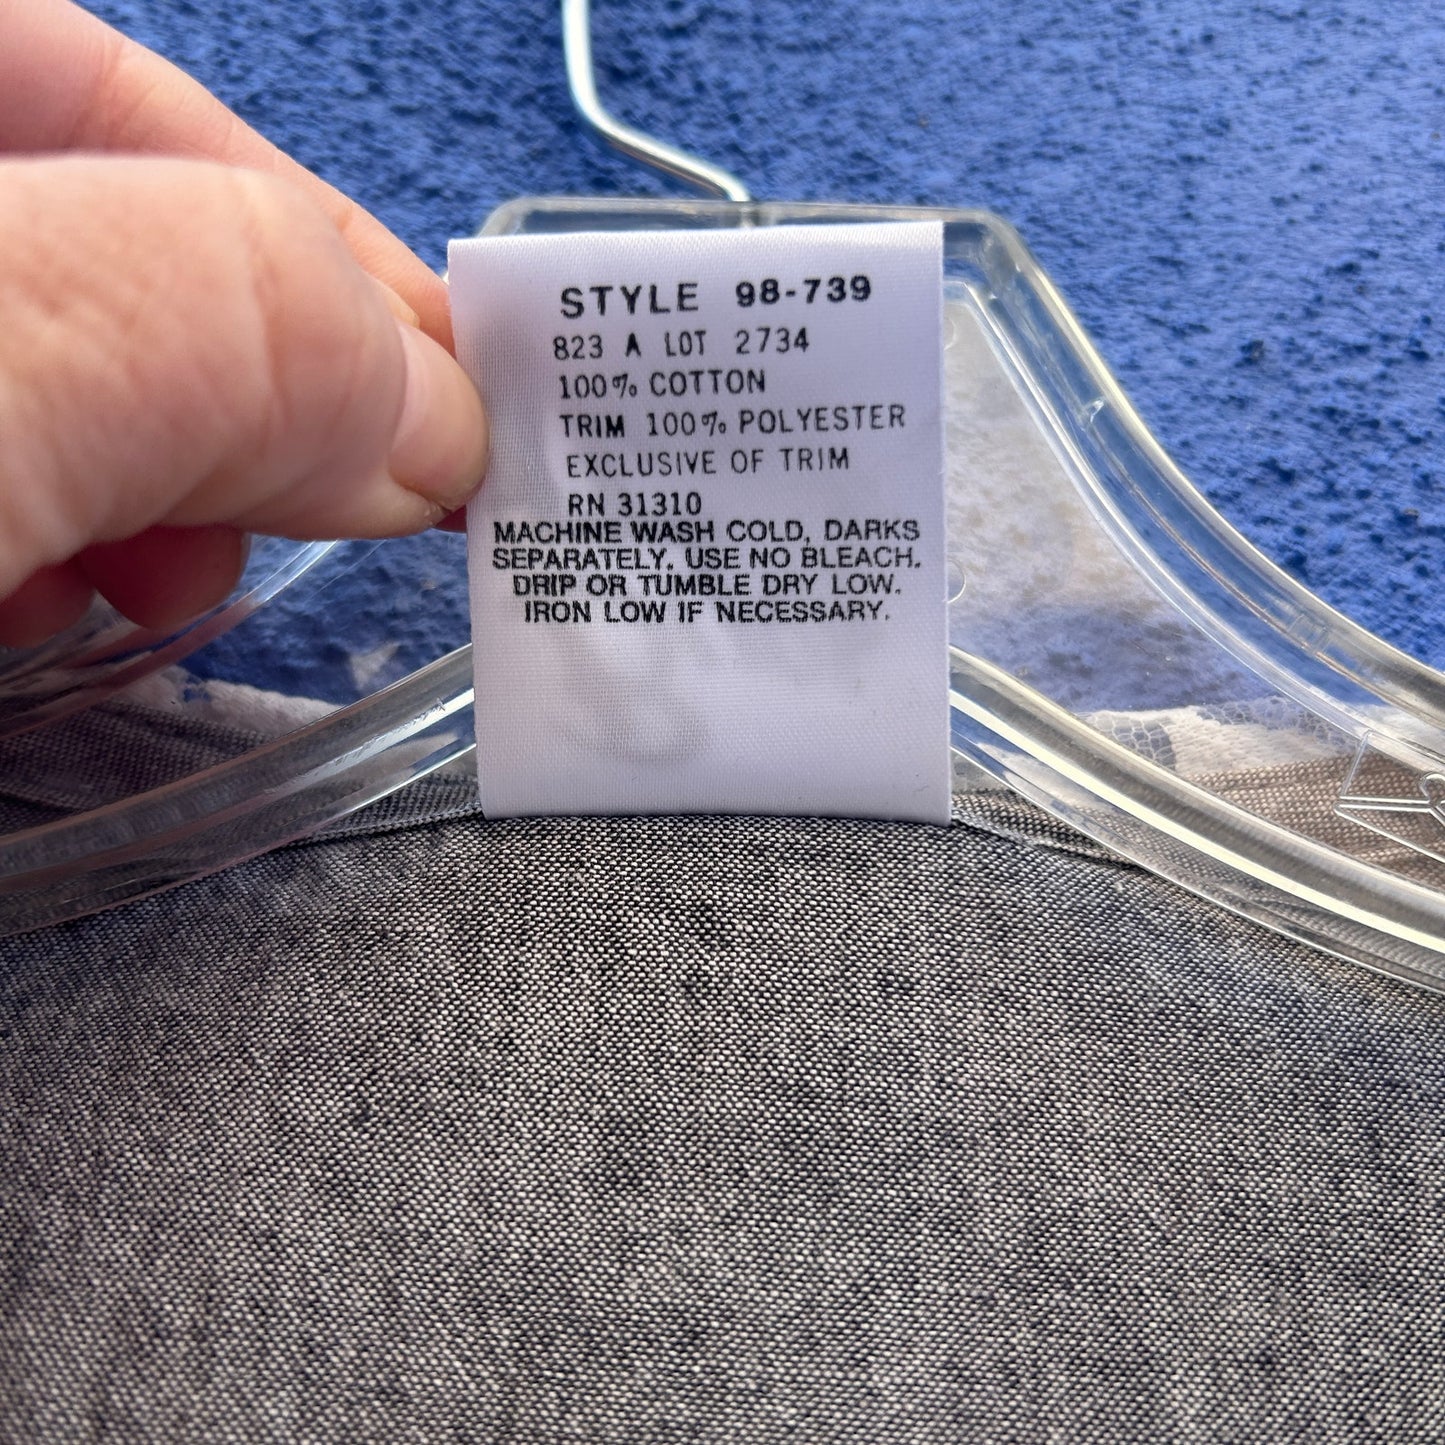 STYLE 98-739
823 A LOT 2734
100% COTTON
TRIM 100% POLYESTER
EXCLUSIVE OF TRIM
RN 31310
MACHINE WASH COLD, DARKS
SEPARATELY. USE NO BLEACH.
DRIP OR TUMBLE DRY LOW.
IRON LOW IF NECESSARY.